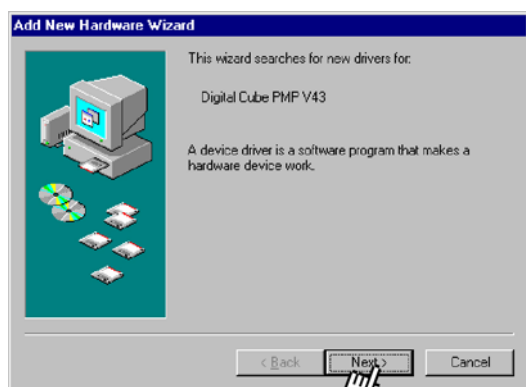 Add New Hardware Wizard
This wizard searches for new drivers for:
Digital Cube PMP V43
A device driver is a software program that makes a
hardware device work.
< Back
Next >
Cancel